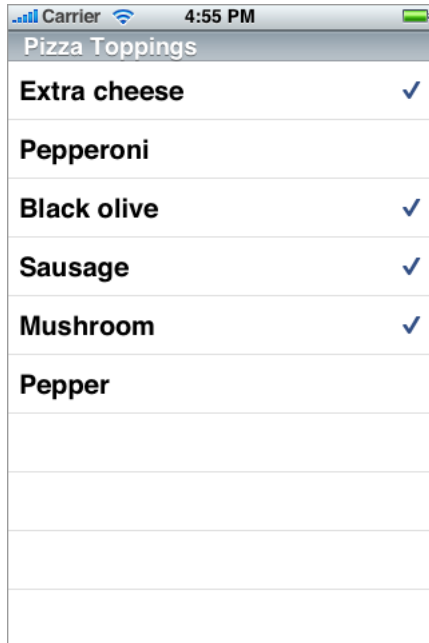 Carrier 4:55 PM
Pizza Toppings
Extra cheese
Pepperoni
Black olive
Sausage
Mushroom
Pepper